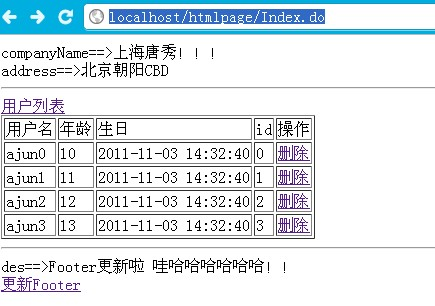 localhost/htmlpage/Index.do
companyName==>上海唐秀!!!
address==>北京朝阳CBD
用户列表
用户名 年龄 生日 id 操作
ajun0 10 2011-11-03 14:32:40 0 删除
ajun1 11 2011-11-03 14:32:40 1 删除
ajun2 12 2011-11-03 14:32:40 2 删除
ajun3 13 2011-11-03 14:32:40 3 删除
des==>Footer更新啦 哇哈哈哈哈哈哈!!
更新Footer